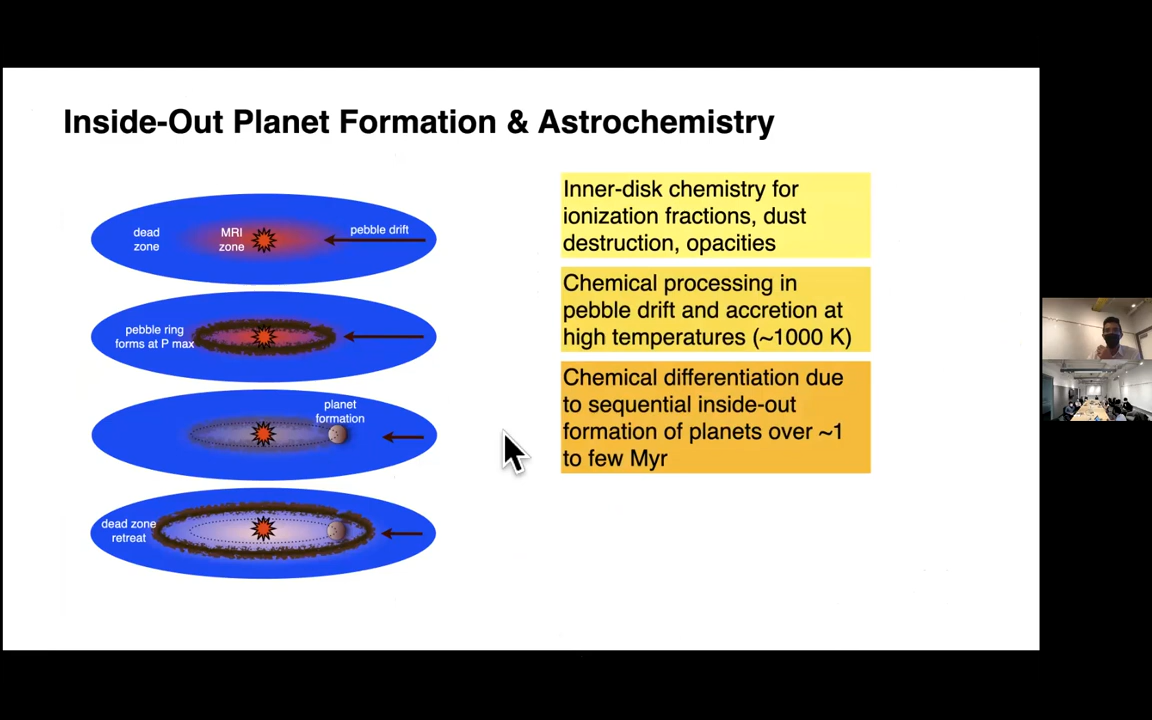 Inside-Out Planet Formation & Astrochemistry
dead
zone
MRI
zone
pebble drift
pebble ring
forms at P max
planet
formation
dead zone
retreat
Inner-disk chemistry for
ionization fractions, dust
destruction, opacities
Chemical processing in
pebble drift and accretion at
high temperatures (~1000 K)
Chemical differentiation due
to sequential inside-out
formation of planets over ~1
to few Myr